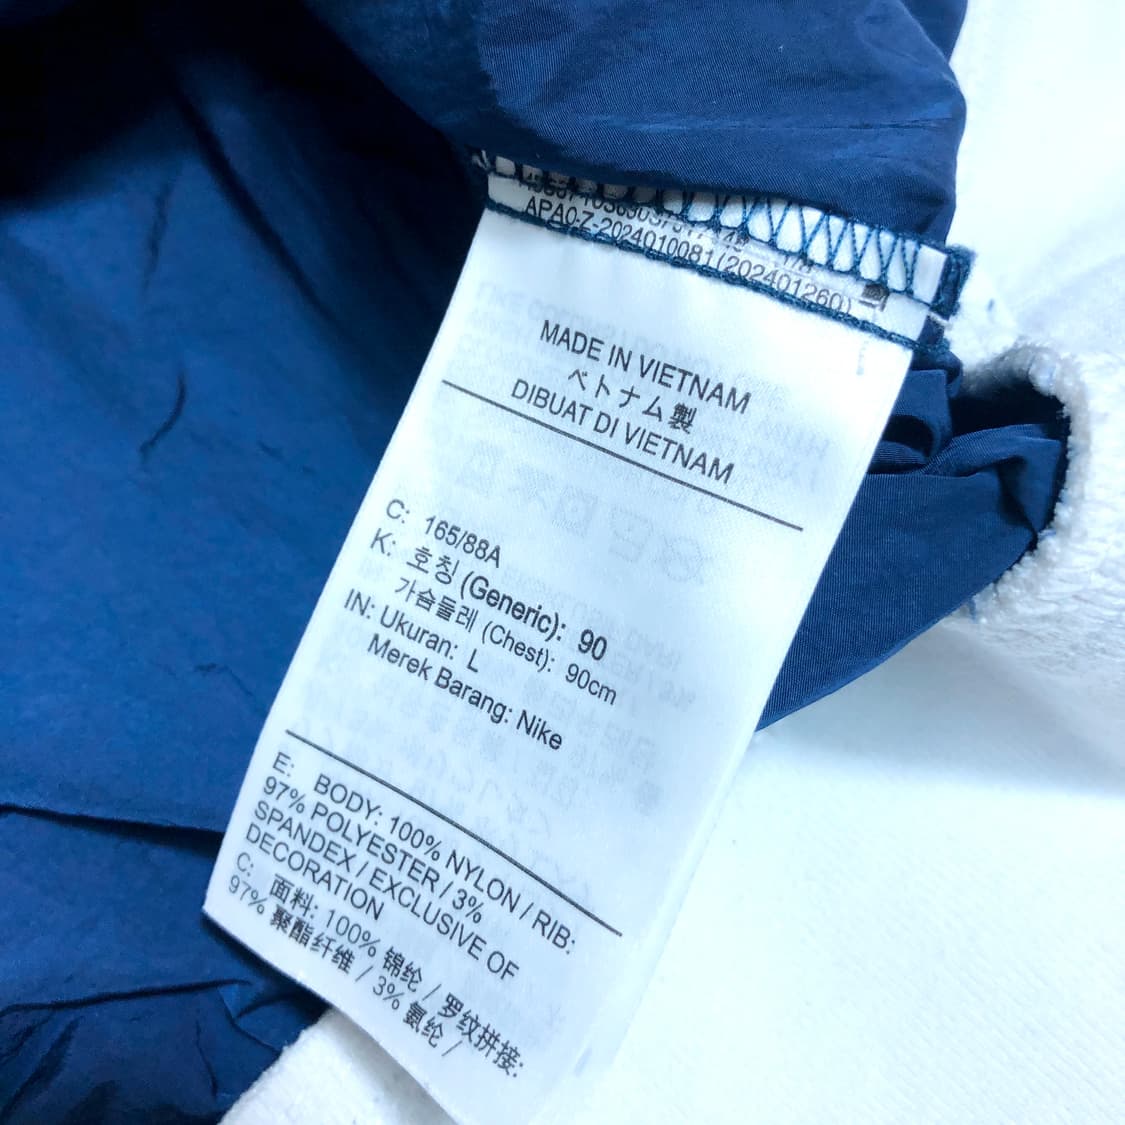 APA0-Z-2024010081(202401260)
MADE IN VIETNAM
ベトナム製
DIBUAT DI VIETNAM
C: 165/88A
K: 호칭 (Generic): 90
가슴둘레 (Chest): 90cm
IN: Ukuran: L
Merek Barang: Nike
E: BODY: 100% NYLON / RIB:
97% POLYESTER / 3%
SPANDEX / EXCLUSIVE OF
DECORATION
C: 面料: 100% 锦纶 / 罗纹拼接:
97% 聚酯纤维 / 3% 氨纶 /